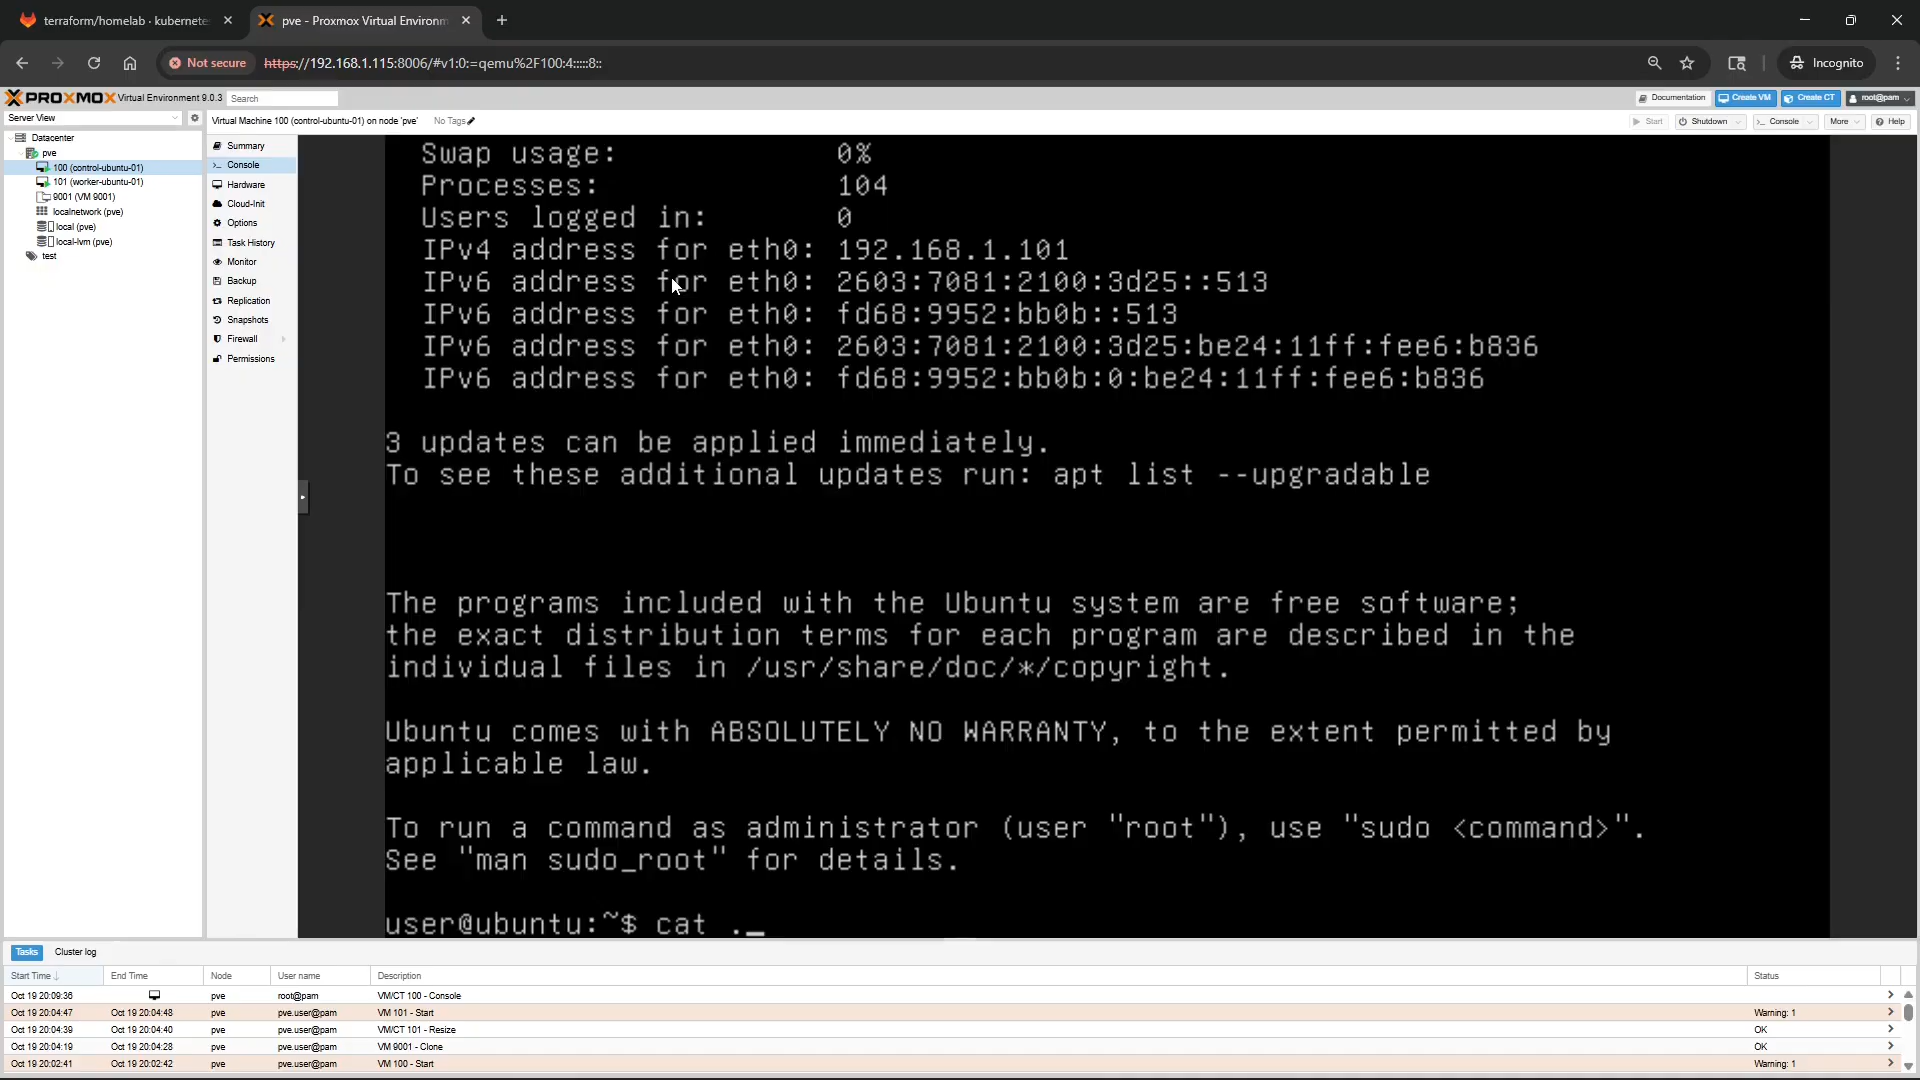 terraform/homelab · kubernete
pve - Proxmox Virtual Environm
Not secure https://192.168.1.115:8006/#v1:0:=qemu%2F100:4:::::8::
Incognito
PROXMOX Virtual Environment 9.0.3 Search
Documentation Create VM Create CT root@pam
Server View
Virtual Machine 100 (control-ubuntu-01) on node 'pve' No Tags
Start Shutdown Console More Help
Datacenter
pve
100 (control-ubuntu-01)
101 (worker-ubuntu-01)
9001 (VM 9001)
localnetwork (pve)
local (pve)
local-lvm (pve)
test
Summary
Console
Hardware
Cloud-Init
Options
Task History
Monitor
Backup
Replication
Snapshots
Firewall
Permissions
Swap usage: 0%
Processes: 104
Users logged in: 0
IPv4 address for eth0: 192.168.1.101
IPv6 address for eth0: 2603:7081:2100:3d25::513
IPv6 address for eth0: fd68:9952:bb0b::513
IPv6 address for eth0: 2603:7081:2100:3d25:be24:11ff:fee6:b836
IPv6 address for eth0: fd68:9952:bb0b:0:be24:11ff:fee6:b836
3 updates can be applied immediately.
To see these additional updates run: apt list --upgradable
The programs included with the Ubuntu system are free software;
the exact distribution terms for each program are described in the
individual files in /usr/share/doc/*/copyright.
Ubuntu comes with ABSOLUTELY NO WARRANTY, to the extent permitted by
applicable law.
To run a command as administrator (user "root"), use "sudo <command>".
See "man sudo_root" for details.
user@ubuntu:~$ cat ._
Tasks Cluster log
Start Time End Time Node User name Description Status
Oct 19 20:09:36 pve root@pam VM/CT 100 - Console
Oct 19 20:04:47 Oct 19 20:04:48 pve pve.user@pam VM 101 - Start Warning: 1
Oct 19 20:04:39 Oct 19 20:04:40 pve pve.user@pam VM/CT 101 - Resize OK
Oct 19 20:04:19 Oct 19 20:04:28 pve pve.user@pam VM 9001 - Clone OK
Oct 19 20:02:41 Oct 19 20:02:42 pve pve.user@pam VM 100 - Start Warning: 1